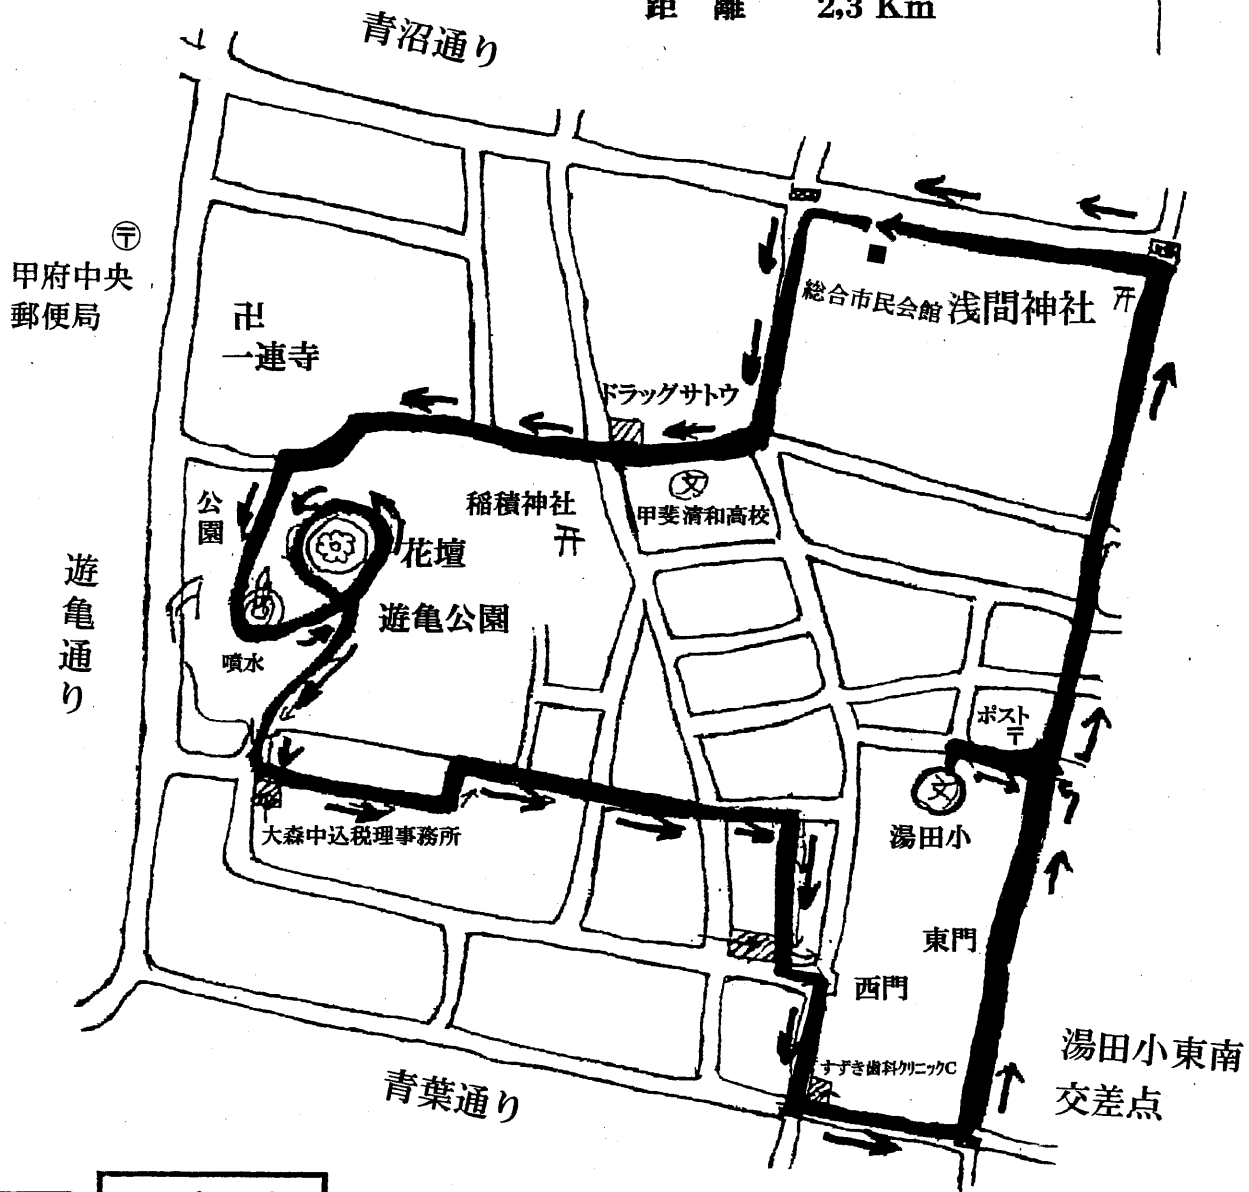 距 離 2,3 Km
青沼通り
〒
甲府中央
郵便局
卍
一連寺
総合市民会館
浅間神社
ドラッグサトウ
公園
稲積神社
文
甲斐清和高校
花壇
遊亀公園
遊亀通り
噴水
ポスト
〒
文
湯田小
大森中込税理事務所
東門
西門
湯田小東南
交差点
すずき歯科クリニックC
青葉通り